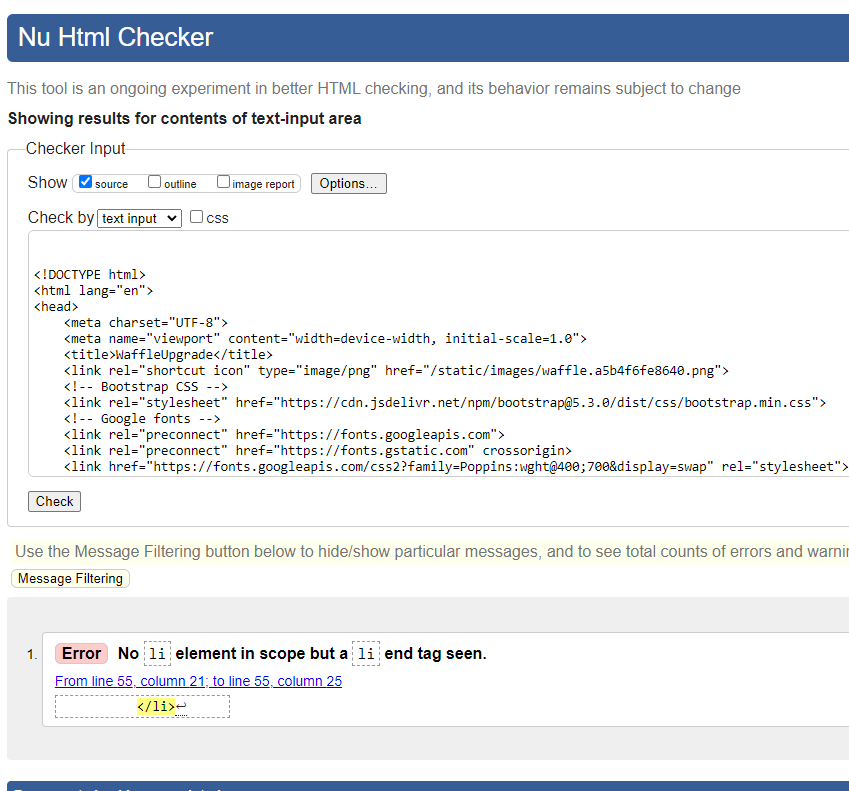 Nu Html Checker
This tool is an ongoing experiment in better HTML checking, and its behavior remains subject to change
Showing results for contents of text-input area
Checker Input
Show source outline image report Options...
Check by text input css
<!DOCTYPE html>
<html lang="en">
<head>
    <meta charset="UTF-8">
    <meta name="viewport" content="width=device-width, initial-scale=1.0">
    <title>WaffleUpgrade</title>
    <link rel="shortcut icon" type="image/png" href="/static/images/waffle.a5b4f6fe8640.png">
    <!-- Bootstrap CSS -->
    <link rel="stylesheet" href="https://cdn.jsdelivr.net/npm/bootstrap@5.3.0/dist/css/bootstrap.min.css">
    <!-- Google fonts -->
    <link rel="preconnect" href="https://fonts.googleapis.com">
    <link rel="preconnect" href="https://fonts.gstatic.com" crossorigin>
    <link href="https://fonts.googleapis.com/css2?family=Poppins:wght@400;700&display=swap" rel="stylesheet">
Check
Use the Message Filtering button below to hide/show particular messages, and to see total counts of errors and
Message Filtering
1. Error No li element in scope but a li end tag seen.
From line 55, column 21; to line 55, column 25
</li>↩